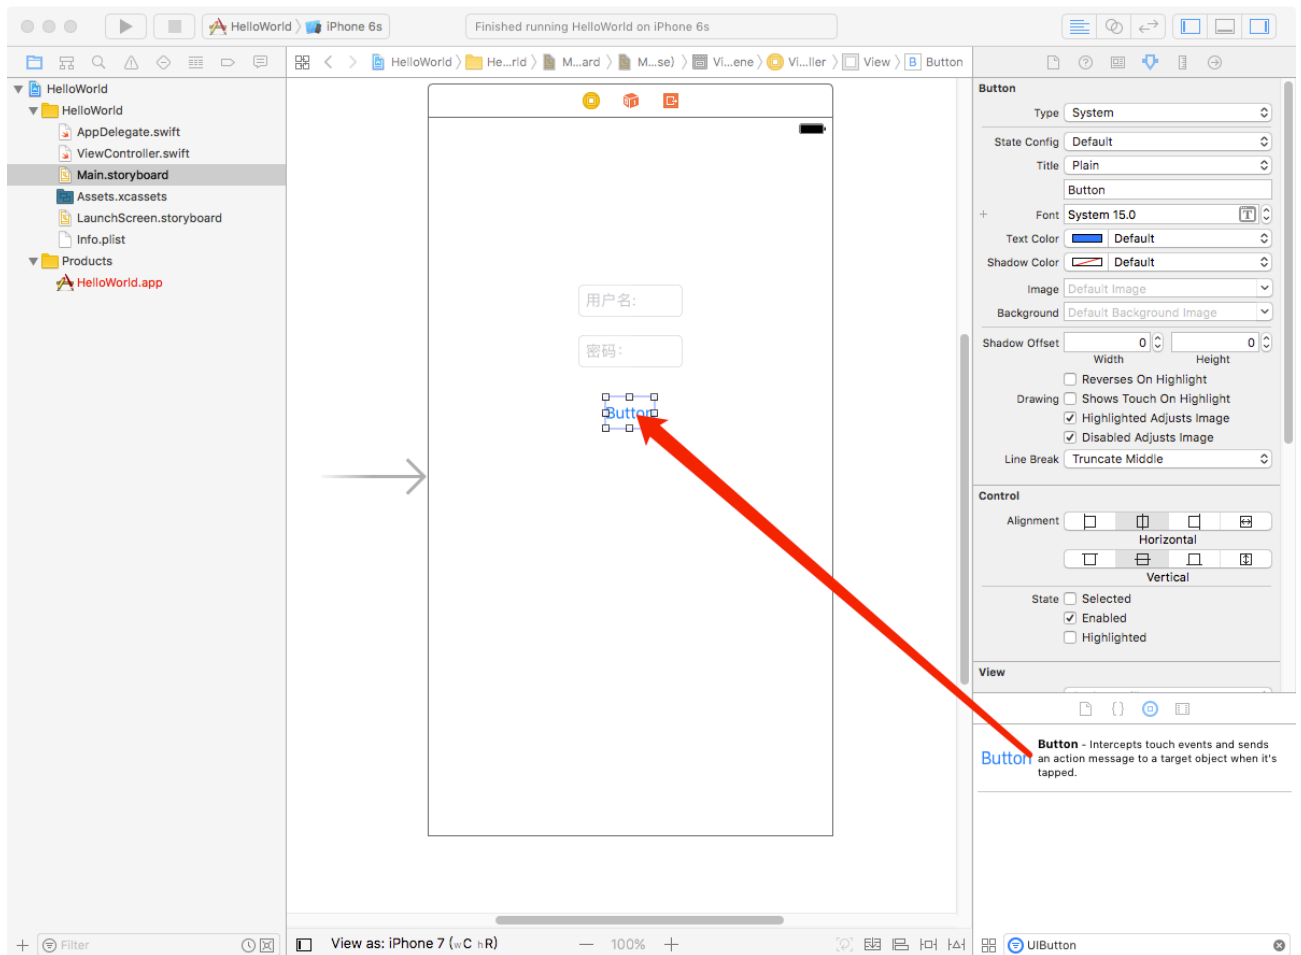 HelloWorld 〉 iPhone 6s
Finished running HelloWorld on iPhone 6s
HelloWorld 〉 He...rld 〉 M...ard 〉 M...se) 〉 Vi...ene 〉 Vi...ller 〉 View 〉 B Button
HelloWorld
HelloWorld
AppDelegate.swift
ViewController.swift
Main.storyboard
Assets.xcassets
LaunchScreen.storyboard
Info.plist
Products
HelloWorld.app
用户名:
密码:
Button
Button
Type System
State Config Default
Title Plain
Button
+ Font System 15.0 T
Text Color Default
Shadow Color Default
Image Default Image
Background Default Background Image
Shadow Offset 0 0
Width Height
Reverses On Highlight
Drawing Shows Touch On Highlight
Highlighted Adjusts Image
Disabled Adjusts Image
Line Break Truncate Middle
Control
Alignment
Horizontal
Vertical
State Selected
Enabled
Highlighted
View
{}
Button
Button - Intercepts touch events and sends
an action message to a target object when it's
tapped.
+ Filter
View as: iPhone 7 (wC hR)
— 100% +
UIButton